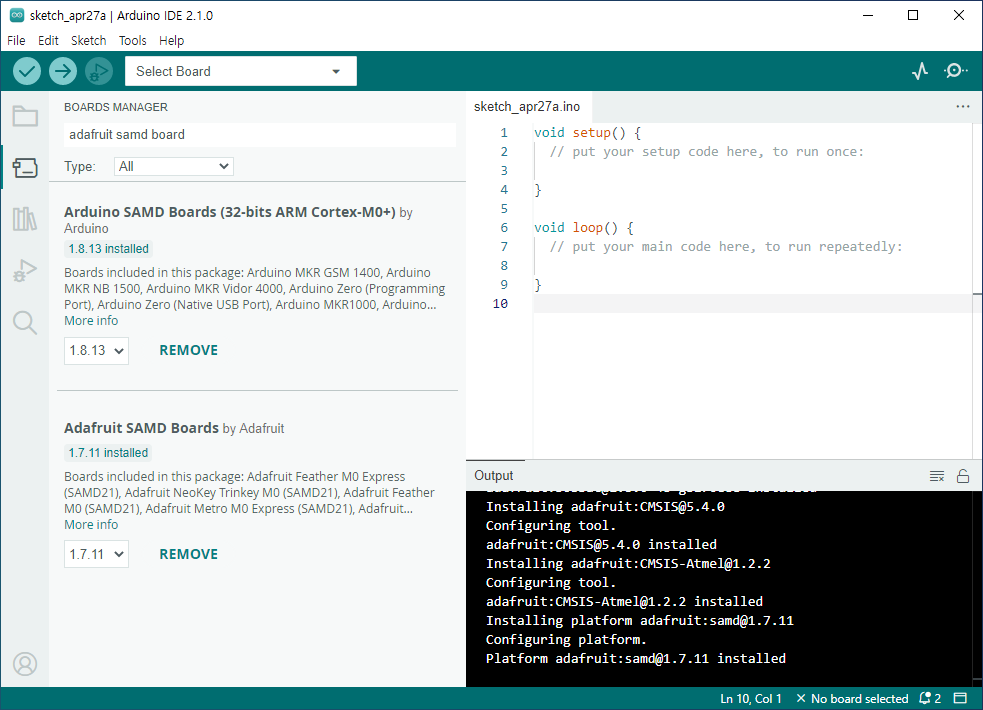 sketch_apr27a | Arduino IDE 2.1.0
File Edit Sketch Tools Help
Select Board
BOARDS MANAGER
adafruit samd board
Type: All
Arduino SAMD Boards (32-bits ARM Cortex-M0+) by
Arduino
1.8.13 installed
Boards included in this package: Arduino MKR GSM 1400, Arduino
MKR NB 1500, Arduino MKR Vidor 4000, Arduino Zero (Programming
Port), Arduino Zero (Native USB Port), Arduino MKR1000, Arduino...
More info
1.8.13 REMOVE
Adafruit SAMD Boards by Adafruit
1.7.11 installed
Boards included in this package: Adafruit Feather M0 Express
(SAMD21), Adafruit NeoKey Trinkey M0 (SAMD21), Adafruit Feather
M0 (SAMD21), Adafruit Metro M0 Express (SAMD21), Adafruit...
More info
1.7.11 REMOVE
sketch_apr27a.ino
1 void setup() {
2 // put your setup code here, to run once:
3
4 }
5
6 void loop() {
7 // put your main code here, to run repeatedly:
8
9 }
10
Output
Installing adafruit:CMSIS@5.4.0
Configuring tool.
adafruit:CMSIS@5.4.0 installed
Installing adafruit:CMSIS-Atmel@1.2.2
Configuring tool.
adafruit:CMSIS-Atmel@1.2.2 installed
Installing platform adafruit:samd@1.7.11
Configuring platform.
Platform adafruit:samd@1.7.11 installed
Ln 10, Col 1 × No board selected 2